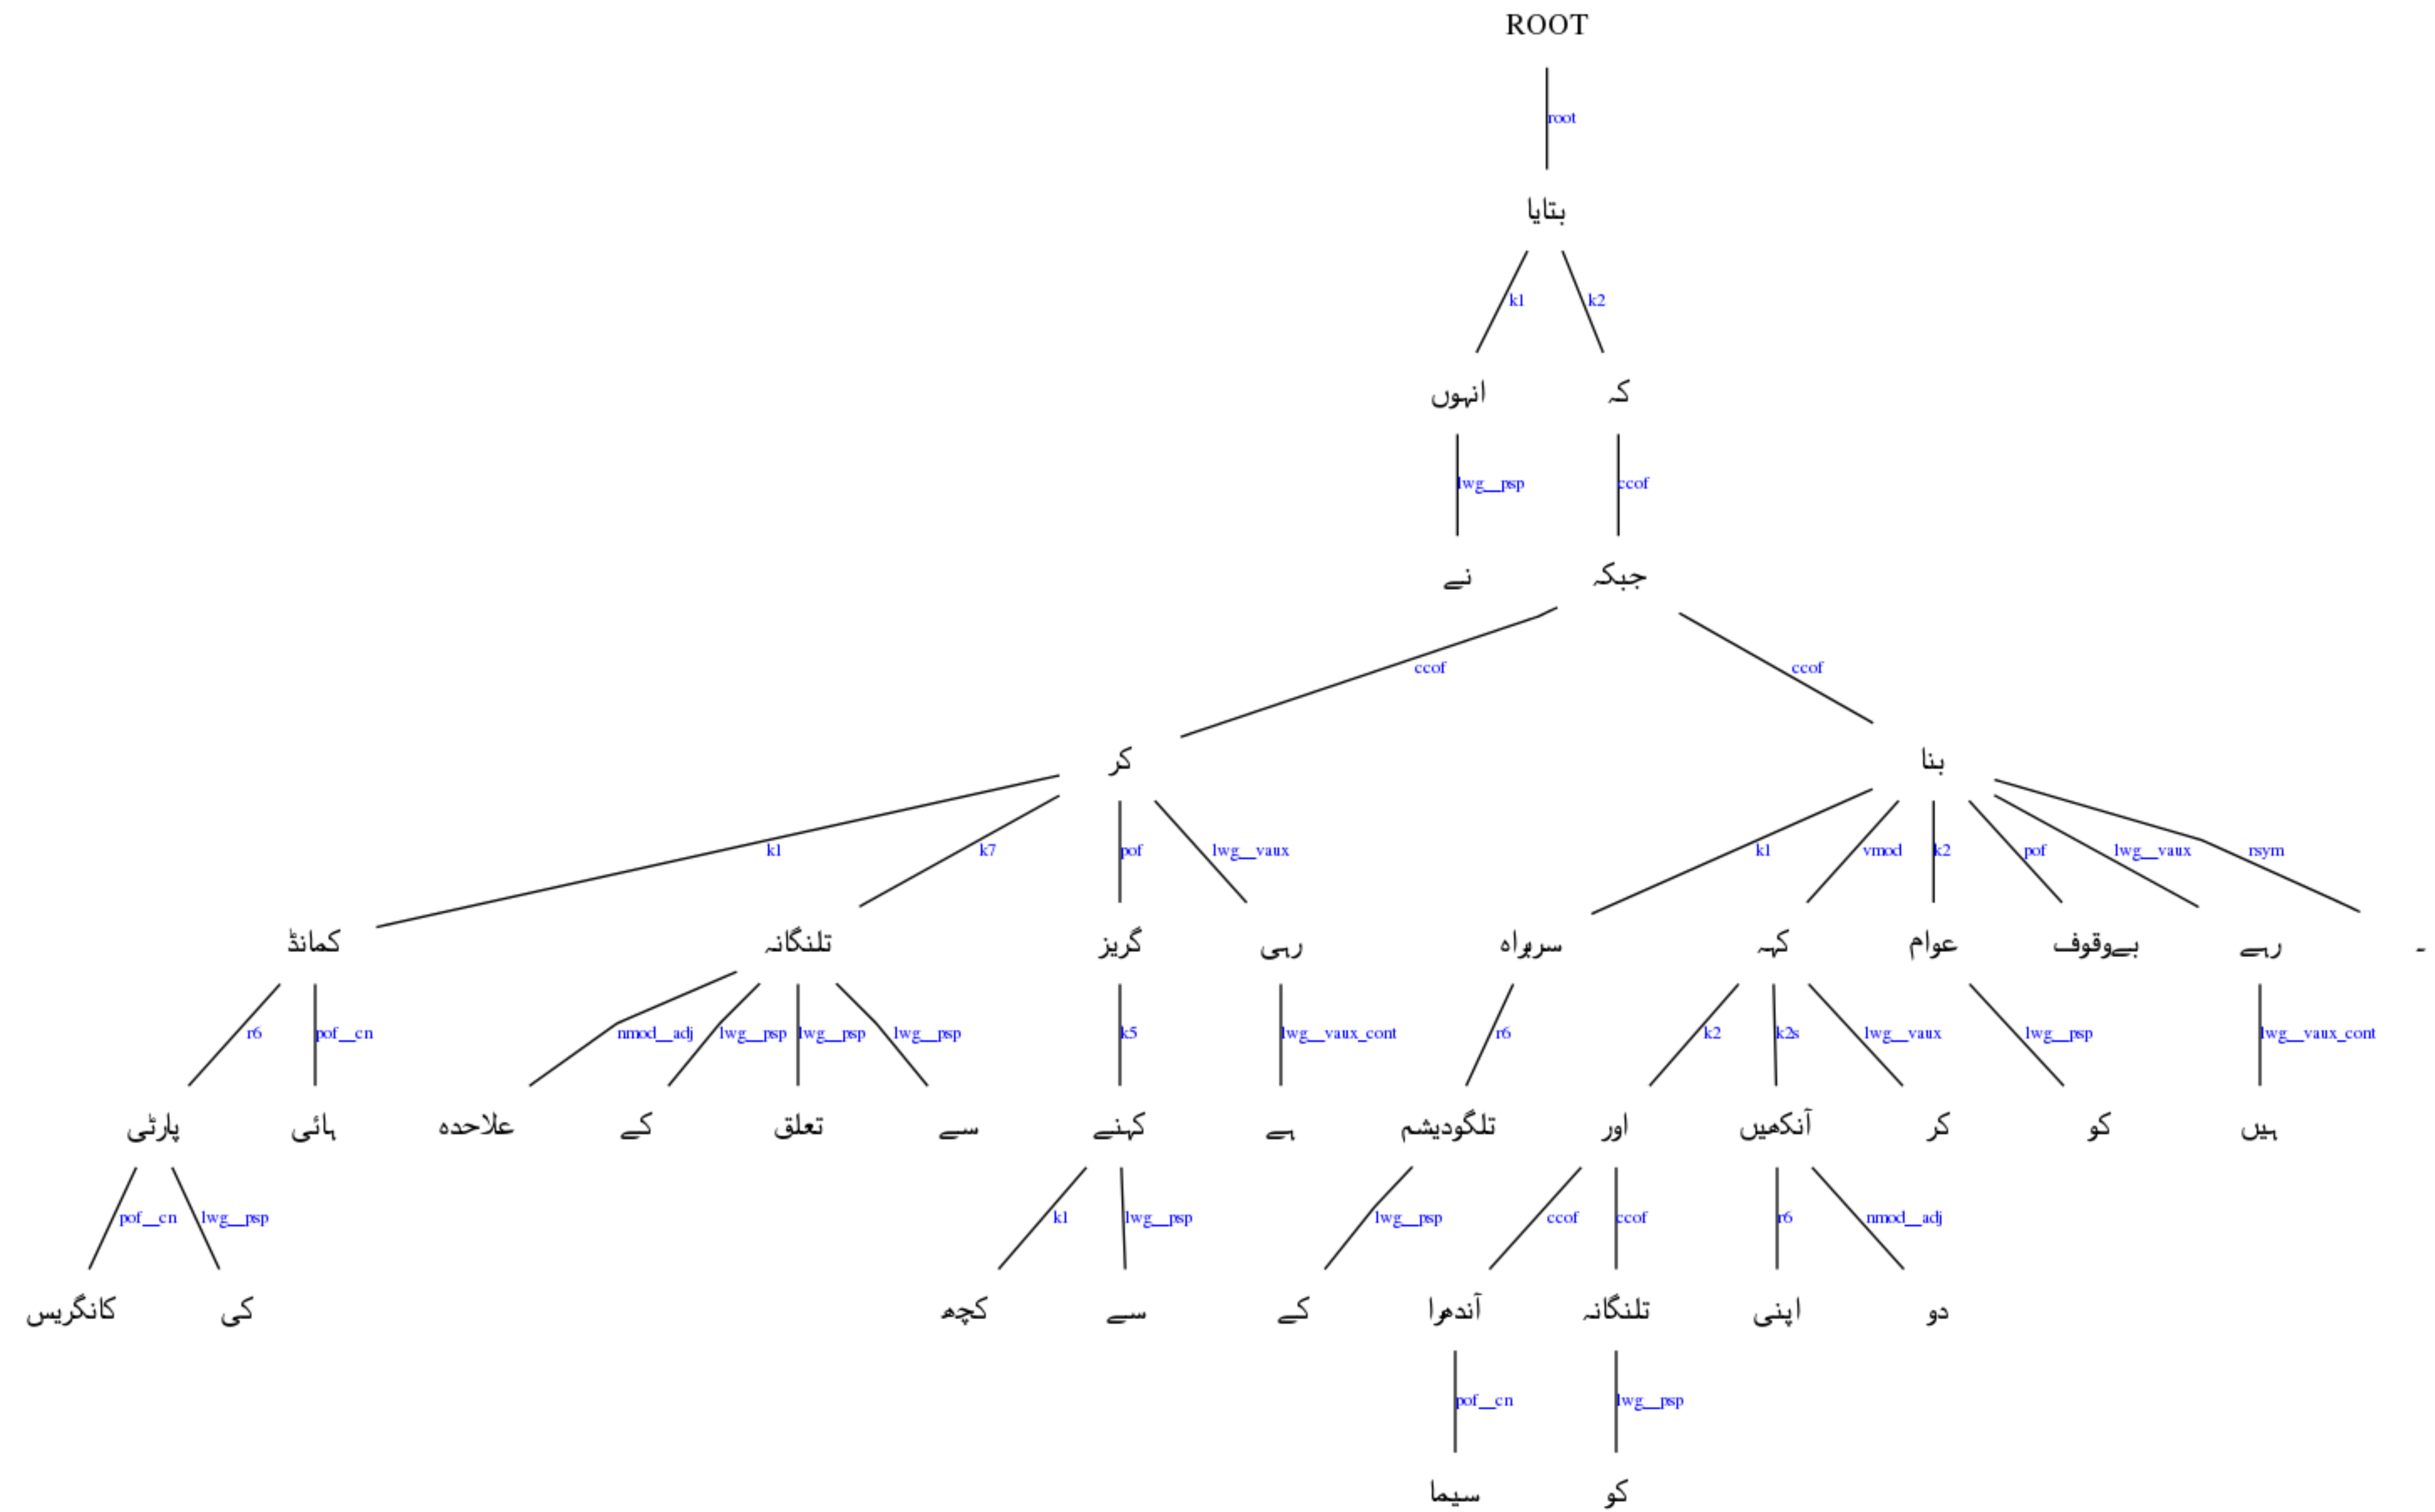 ROOT
root
بتایا
k1 k2
انہوں کہ
lwg__psp ccof
نے جبکہ
ccof ccof
کر بنا
k1 k7 pof lwg__vaux k1 vmod k2 pof lwg__vaux rsym
کمانڈ تلنگانہ گریز رہی سربراہ کہہ عوام بےوقوف رہے ۔
r6 pof__cn nmod__adj lwg__psp lwg__psp lwg__psp k5 lwg__vaux_cont r6 k2 k2s lwg__vaux lwg__psp lwg__vaux_cont
پارٹی ہائی علاحدہ کے تعلق سے کہنے ہے تلگودیشم اور آنکھیں کر کو ہیں
pof__cn lwg__psp k1 lwg__psp lwg__psp ccof ccof r6 nmod__adj
کانگریس کی کچھ سے کے آندھرا تلنگانہ اپنی دو
pof__cn lwg__psp
سیما کو